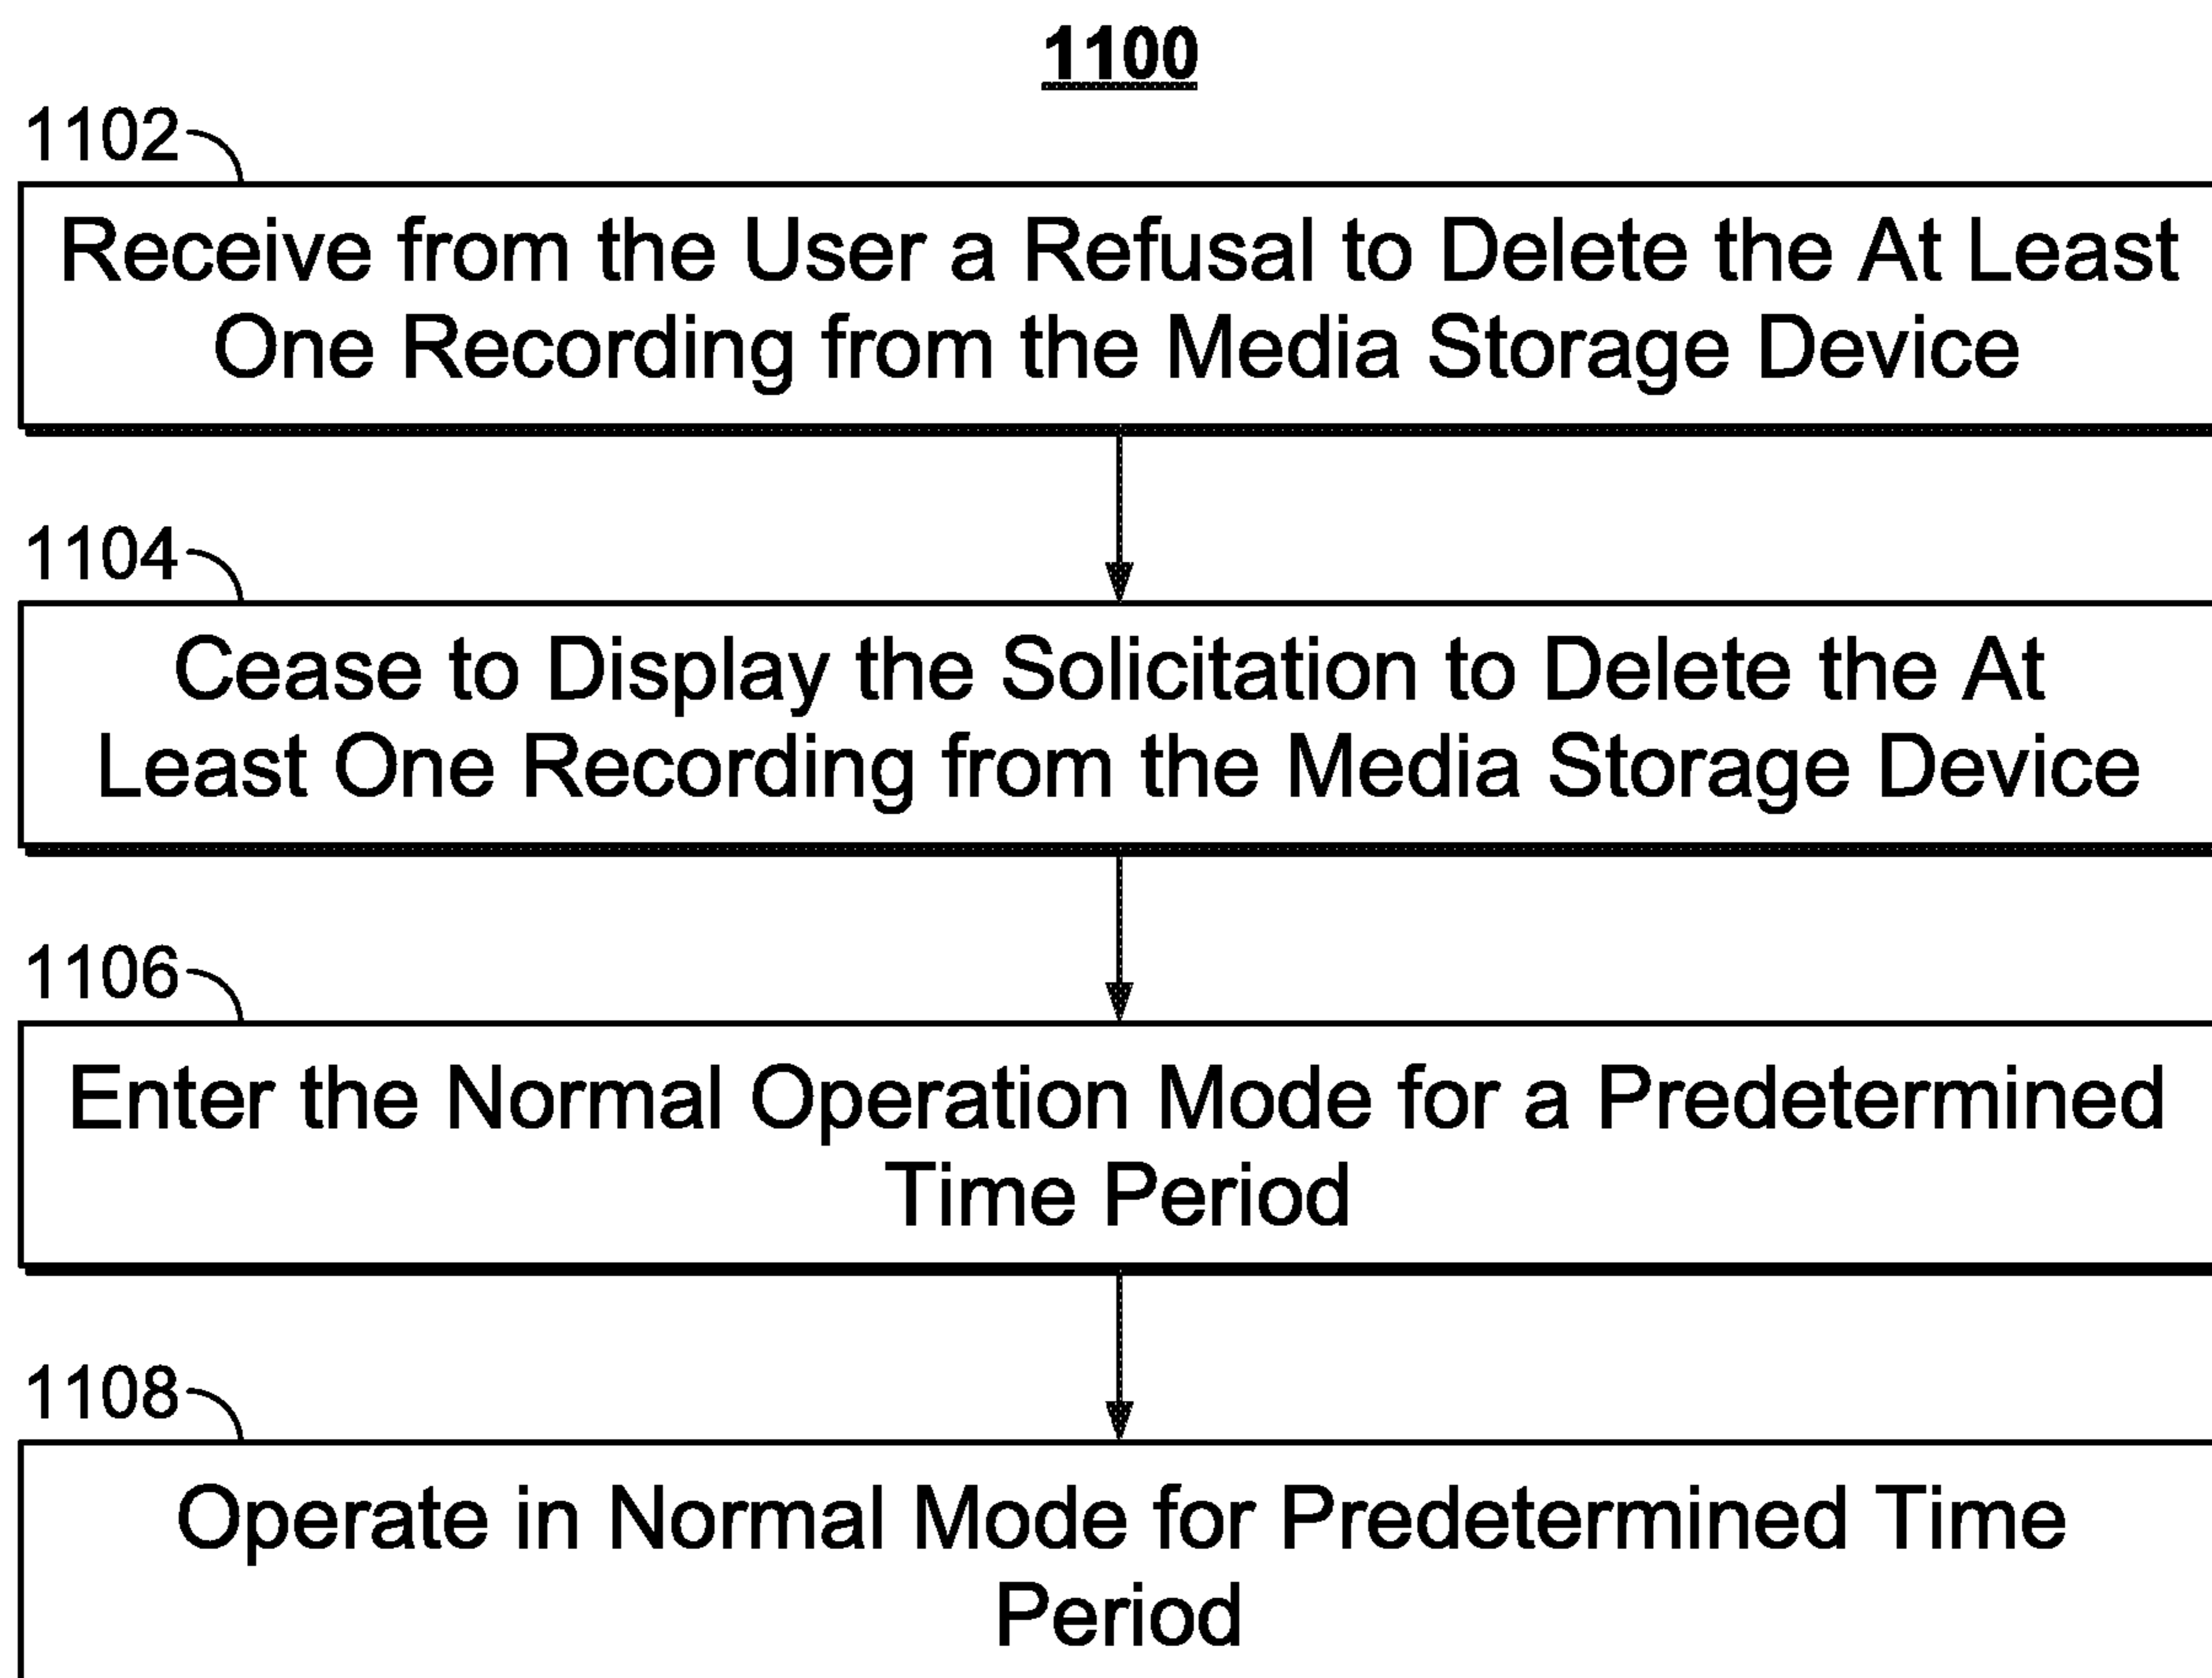 1100
1102
Receive from the User a Refusal to Delete the At Least
One Recording from the Media Storage Device
1104
Cease to Display the Solicitation to Delete the At
Least One Recording from the Media Storage Device
1106
Enter the Normal Operation Mode for a Predetermined
Time Period
1108
Operate in Normal Mode for Predetermined Time
Period